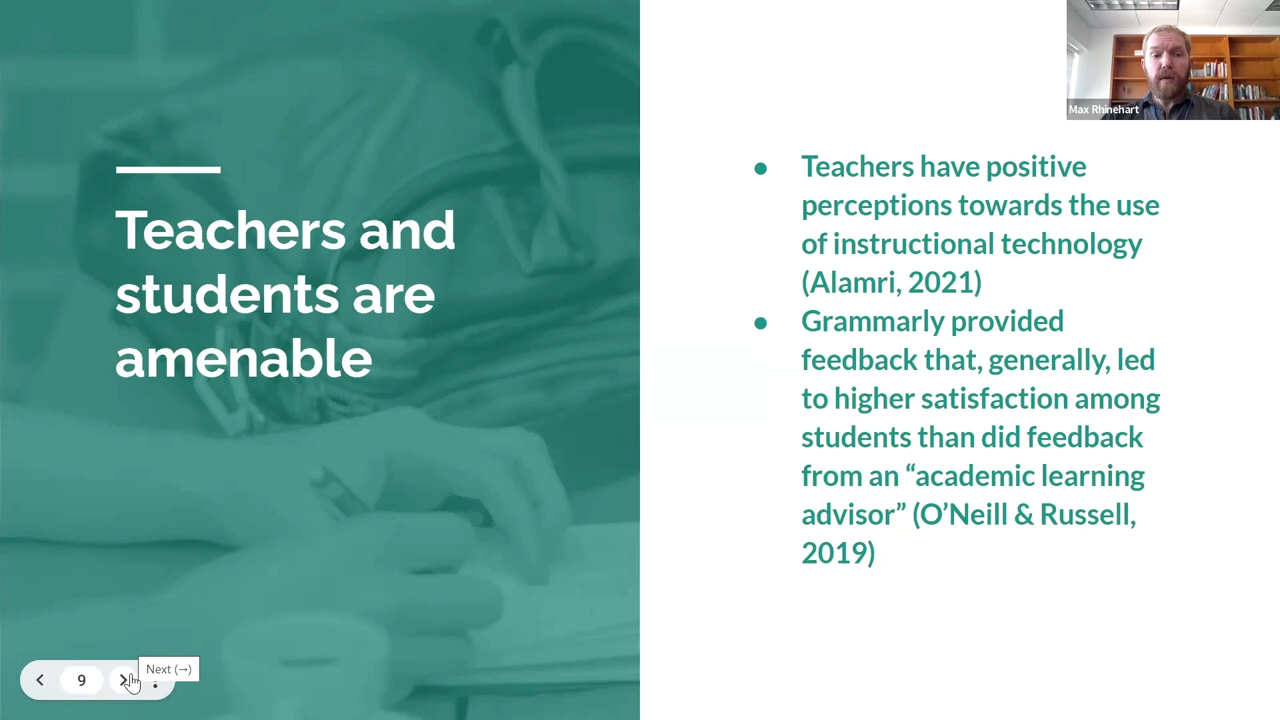 Teachers and
students are
amenable
● Teachers have positive
perceptions towards the use
of instructional technology
(Alamri, 2021)
● Grammarly provided
feedback that, generally, led
to higher satisfaction among
students than did feedback
from an “academic learning
advisor” (O’Neill & Russell,
2019)
Max Rhinehart
9
Next (→)